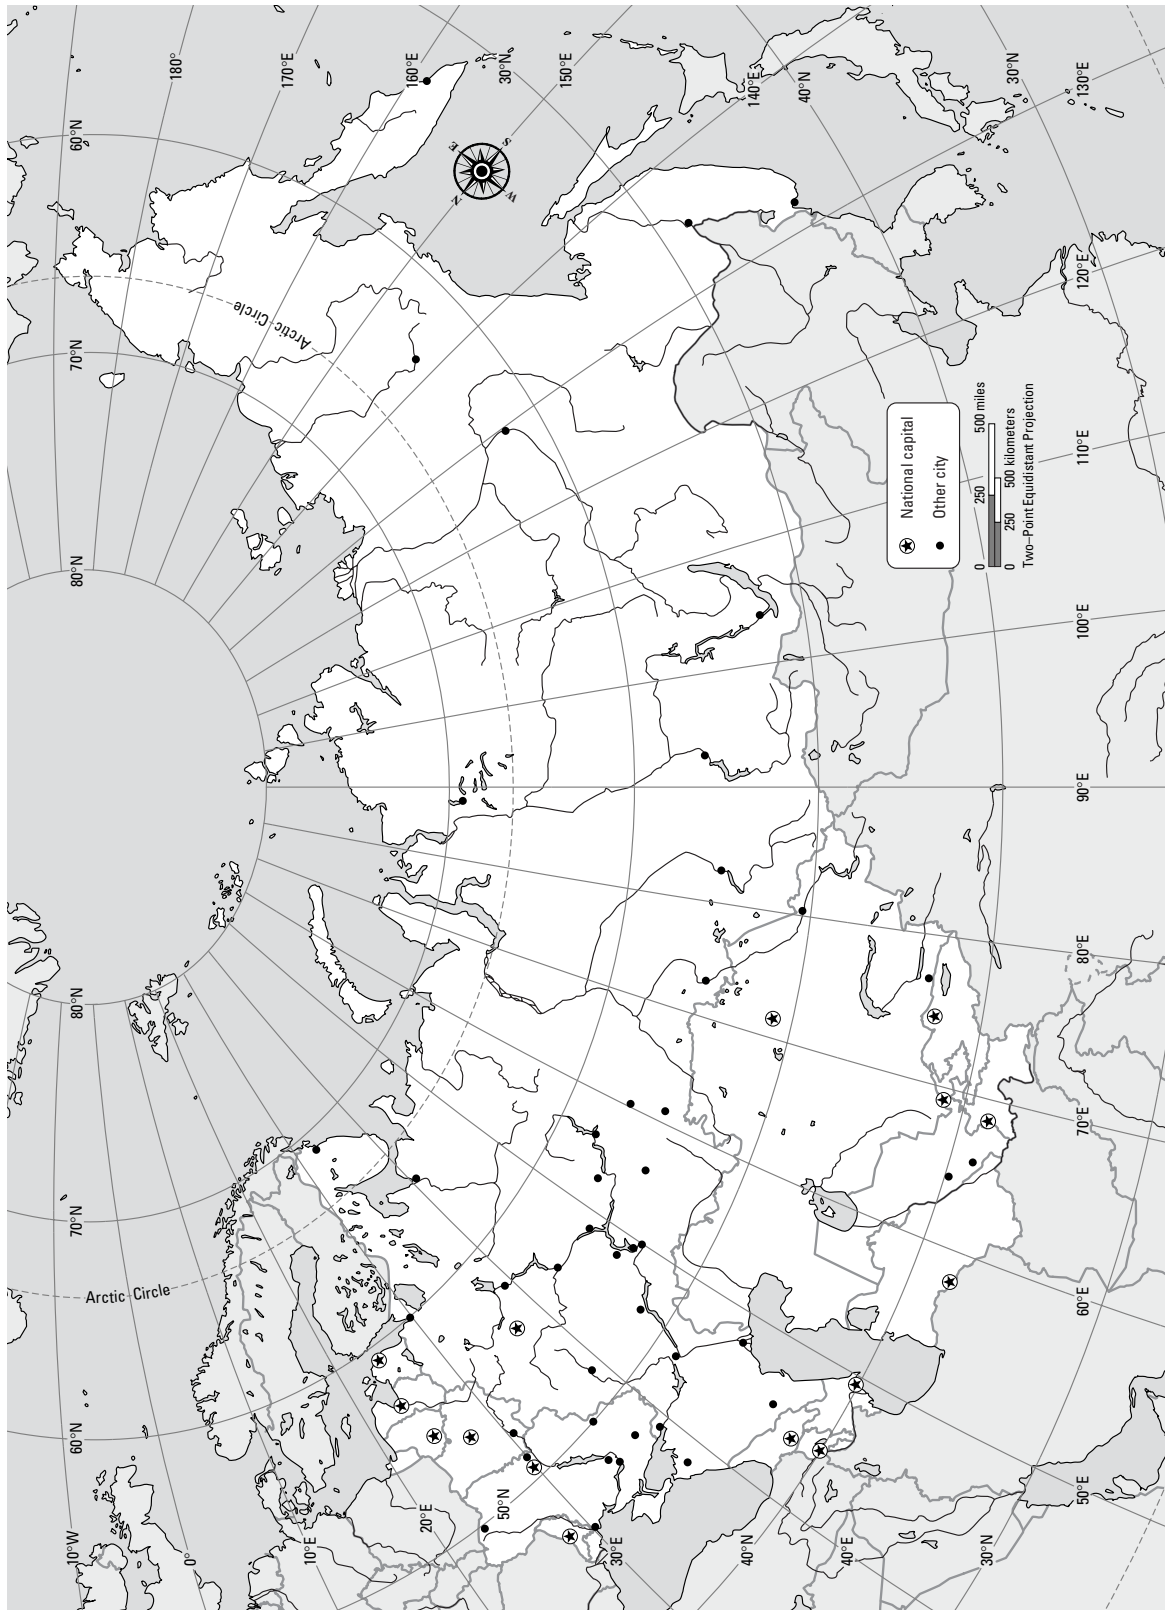 180°
170°E
160°E
30°N
150°E
140°E
40°N
30°N
130°E
120°E
110°E
100°E
90°E
80°E
70°E
60°E
50°E
30°N
40°E
40°N
30°E
50°N
20°E
10°E
0°
10°W
60°N
70°N
80°N
80°N
70°N
60°N
Arctic Circle
Arctic Circle
N
E
S
W
National capital
Other city
0 250 500 miles
0 250 500 kilometers
Two–Point Equidistant Projection